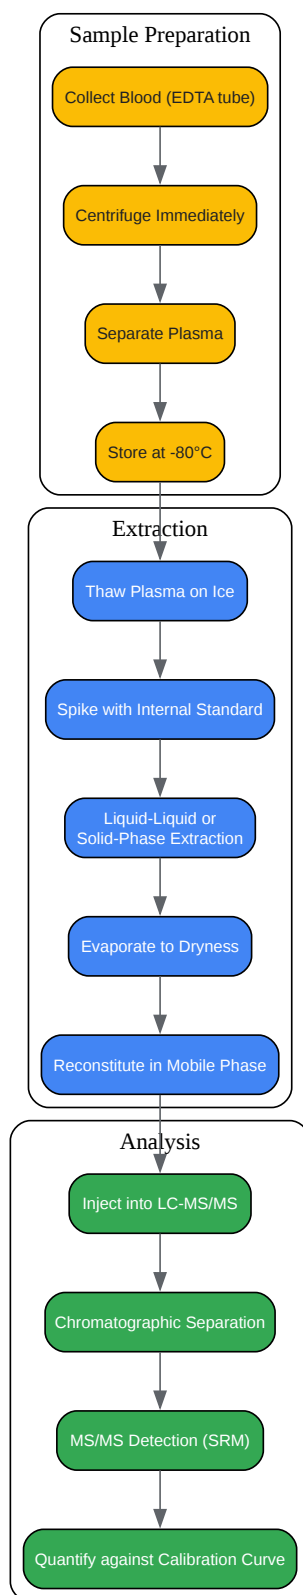 Sample Preparation
Collect Blood (EDTA tube)
Centrifuge Immediately
Separate Plasma
Store at -80°C
Extraction
Thaw Plasma on Ice
Spike with Internal Standard
Liquid-Liquid or
Solid-Phase Extraction
Evaporate to Dryness
Reconstitute in Mobile Phase
Analysis
Inject into LC-MS/MS
Chromatographic Separation
MS/MS Detection (SRM)
Quantify against Calibration Curve